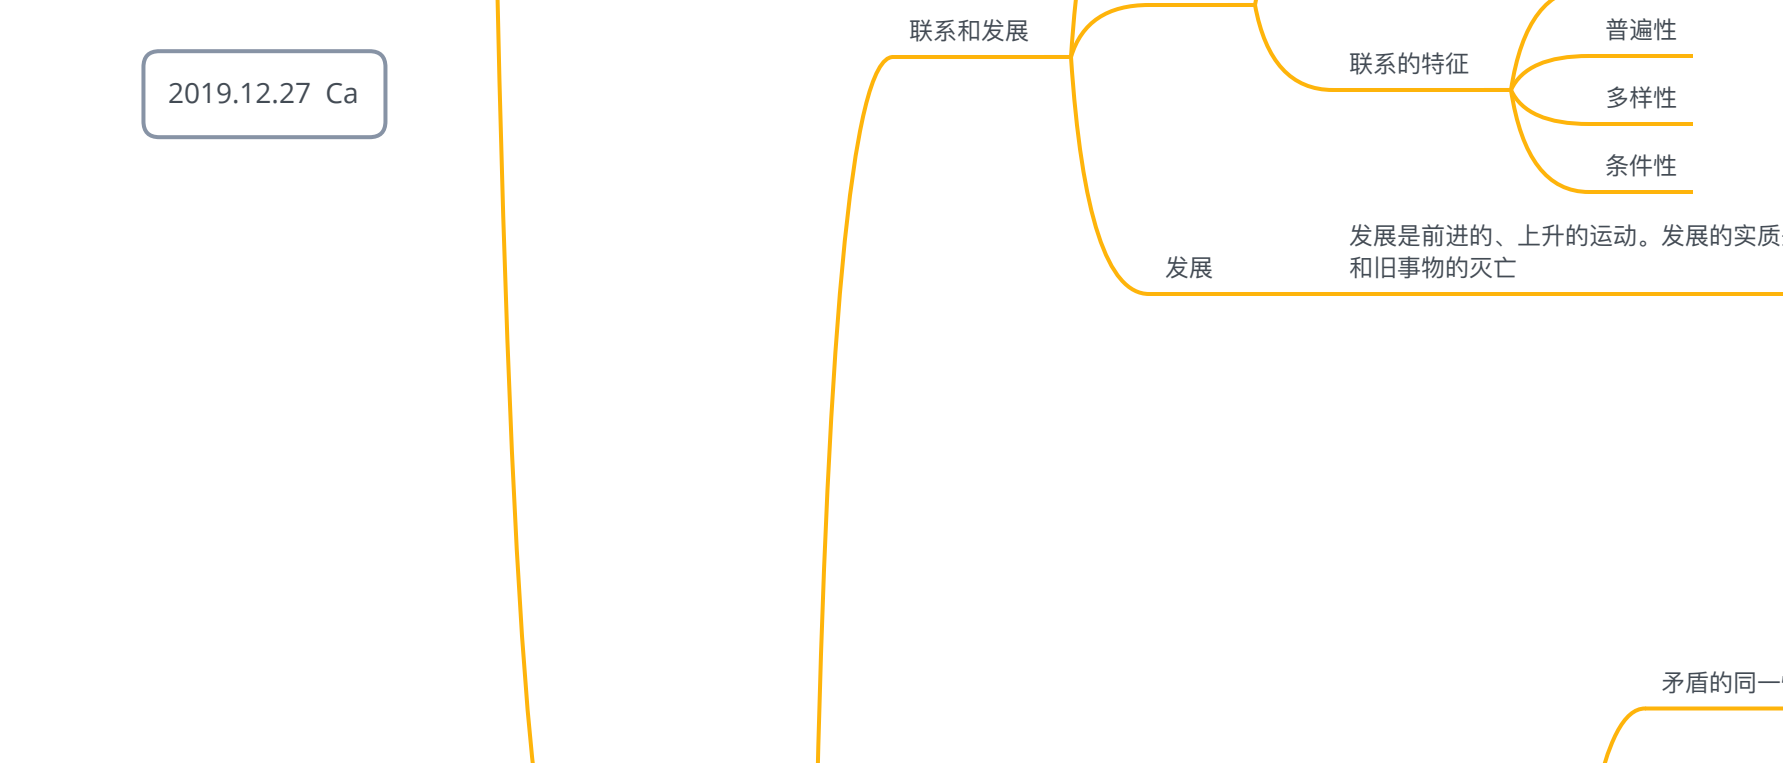 联系和发展
普遍性
联系的特征
2019.12.27 Ca
多样性
条件性
发展是前进的、上升的运动。发展的实质
和旧事物的灭亡
发展
矛盾的同一